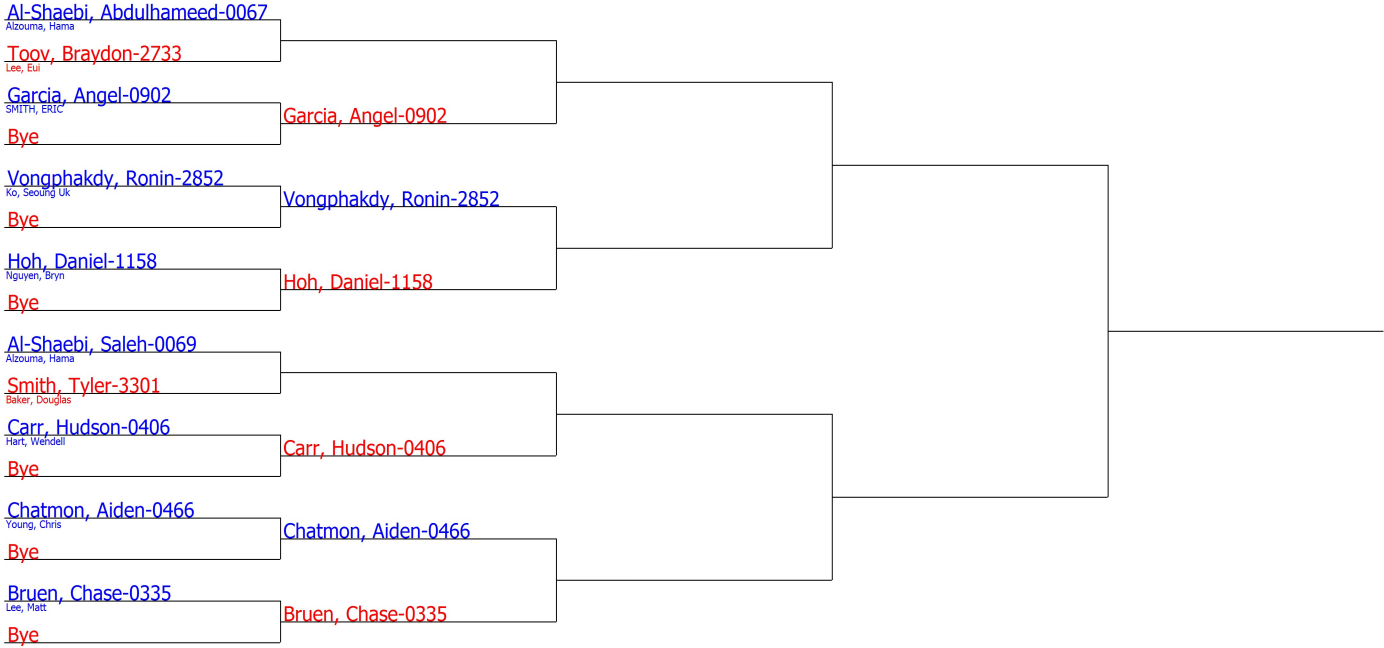 Al-Shaebi, Abdulhameed-0067
Alzouma, Hama
Toov, Braydon-2733
Lee, Eui
Garcia, Angel-0902
SMITH, ERIC
Garcia, Angel-0902
Bye
Vongphakdy, Ronin-2852
Ko, Seoung Uk
Vongphakdy, Ronin-2852
Bye
Hoh, Daniel-1158
Nguyen, Bryn
Hoh, Daniel-1158
Bye
Al-Shaebi, Saleh-0069
Alzouma, Hama
Smith, Tyler-3301
Baker, Douglas
Carr, Hudson-0406
Hart, Wendell
Carr, Hudson-0406
Bye
Chatmon, Aiden-0466
Young, Chris
Chatmon, Aiden-0466
Bye
Bruen, Chase-0335
Lee, Matt
Bruen, Chase-0335
Bye